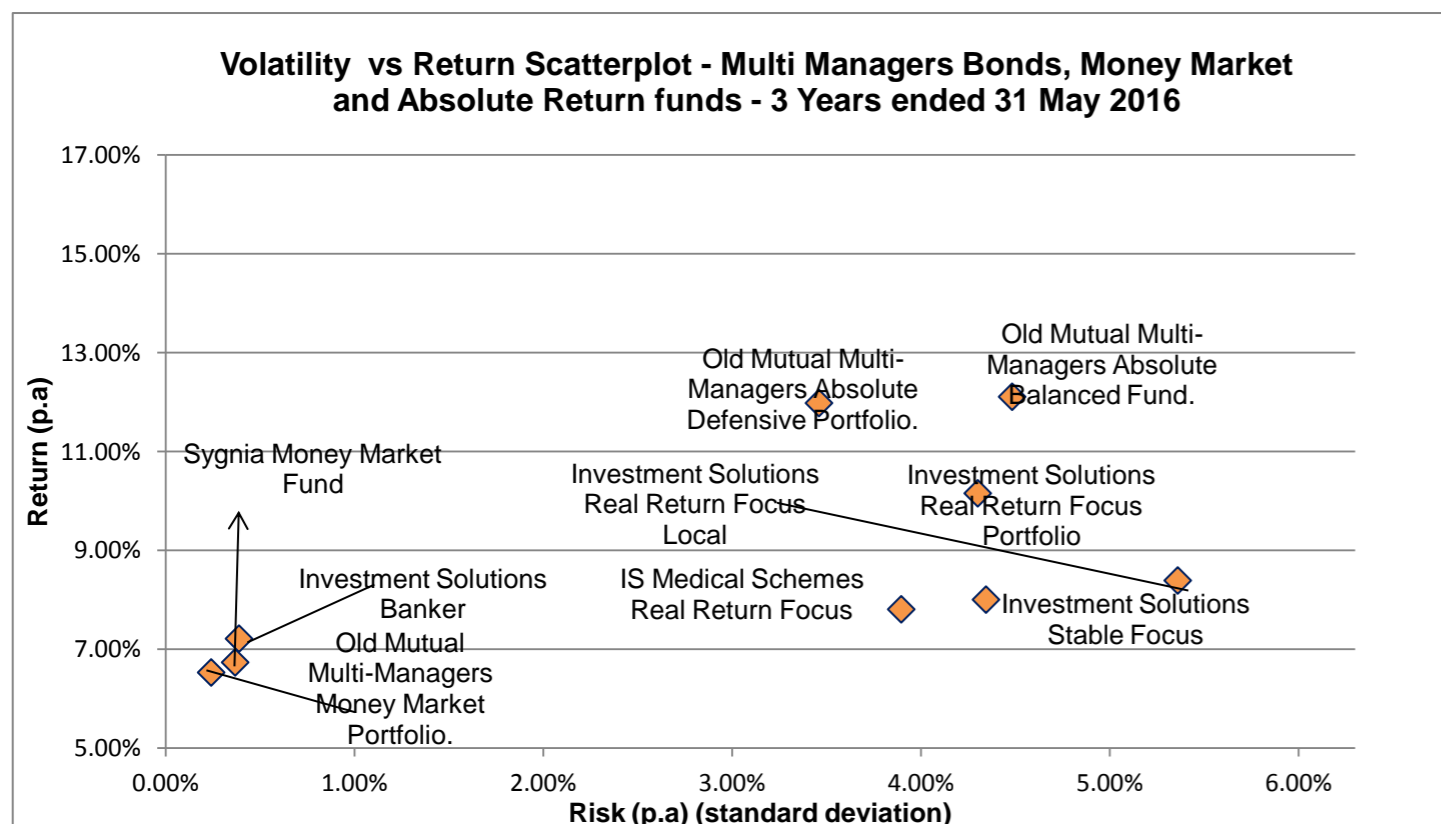 Volatility vs Return Scatterplot - Multi Managers Bonds, Money Market
and Absolute Return funds - 3 Years ended 31 May 2016
17.00%
15.00%
13.00%
11.00%
9.00%
7.00%
5.00%
Return (p.a)
Old Mutual Multi-
Managers Absolute
Defensive Portfolio.
Old Mutual Multi-
Managers Absolute
Balanced Fund.
Sygnia Money Market
Fund
Investment Solutions
Real Return Focus
Local
Investment Solutions
Real Return Focus
Portfolio
Investment Solutions
Banker
IS Medical Schemes
Real Return Focus
Investment Solutions
Stable Focus
Old Mutual
Multi-Managers
Money Market
Portfolio.
0.00% 1.00% 2.00% 3.00% 4.00% 5.00% 6.00%
Risk (p.a) (standard deviation)